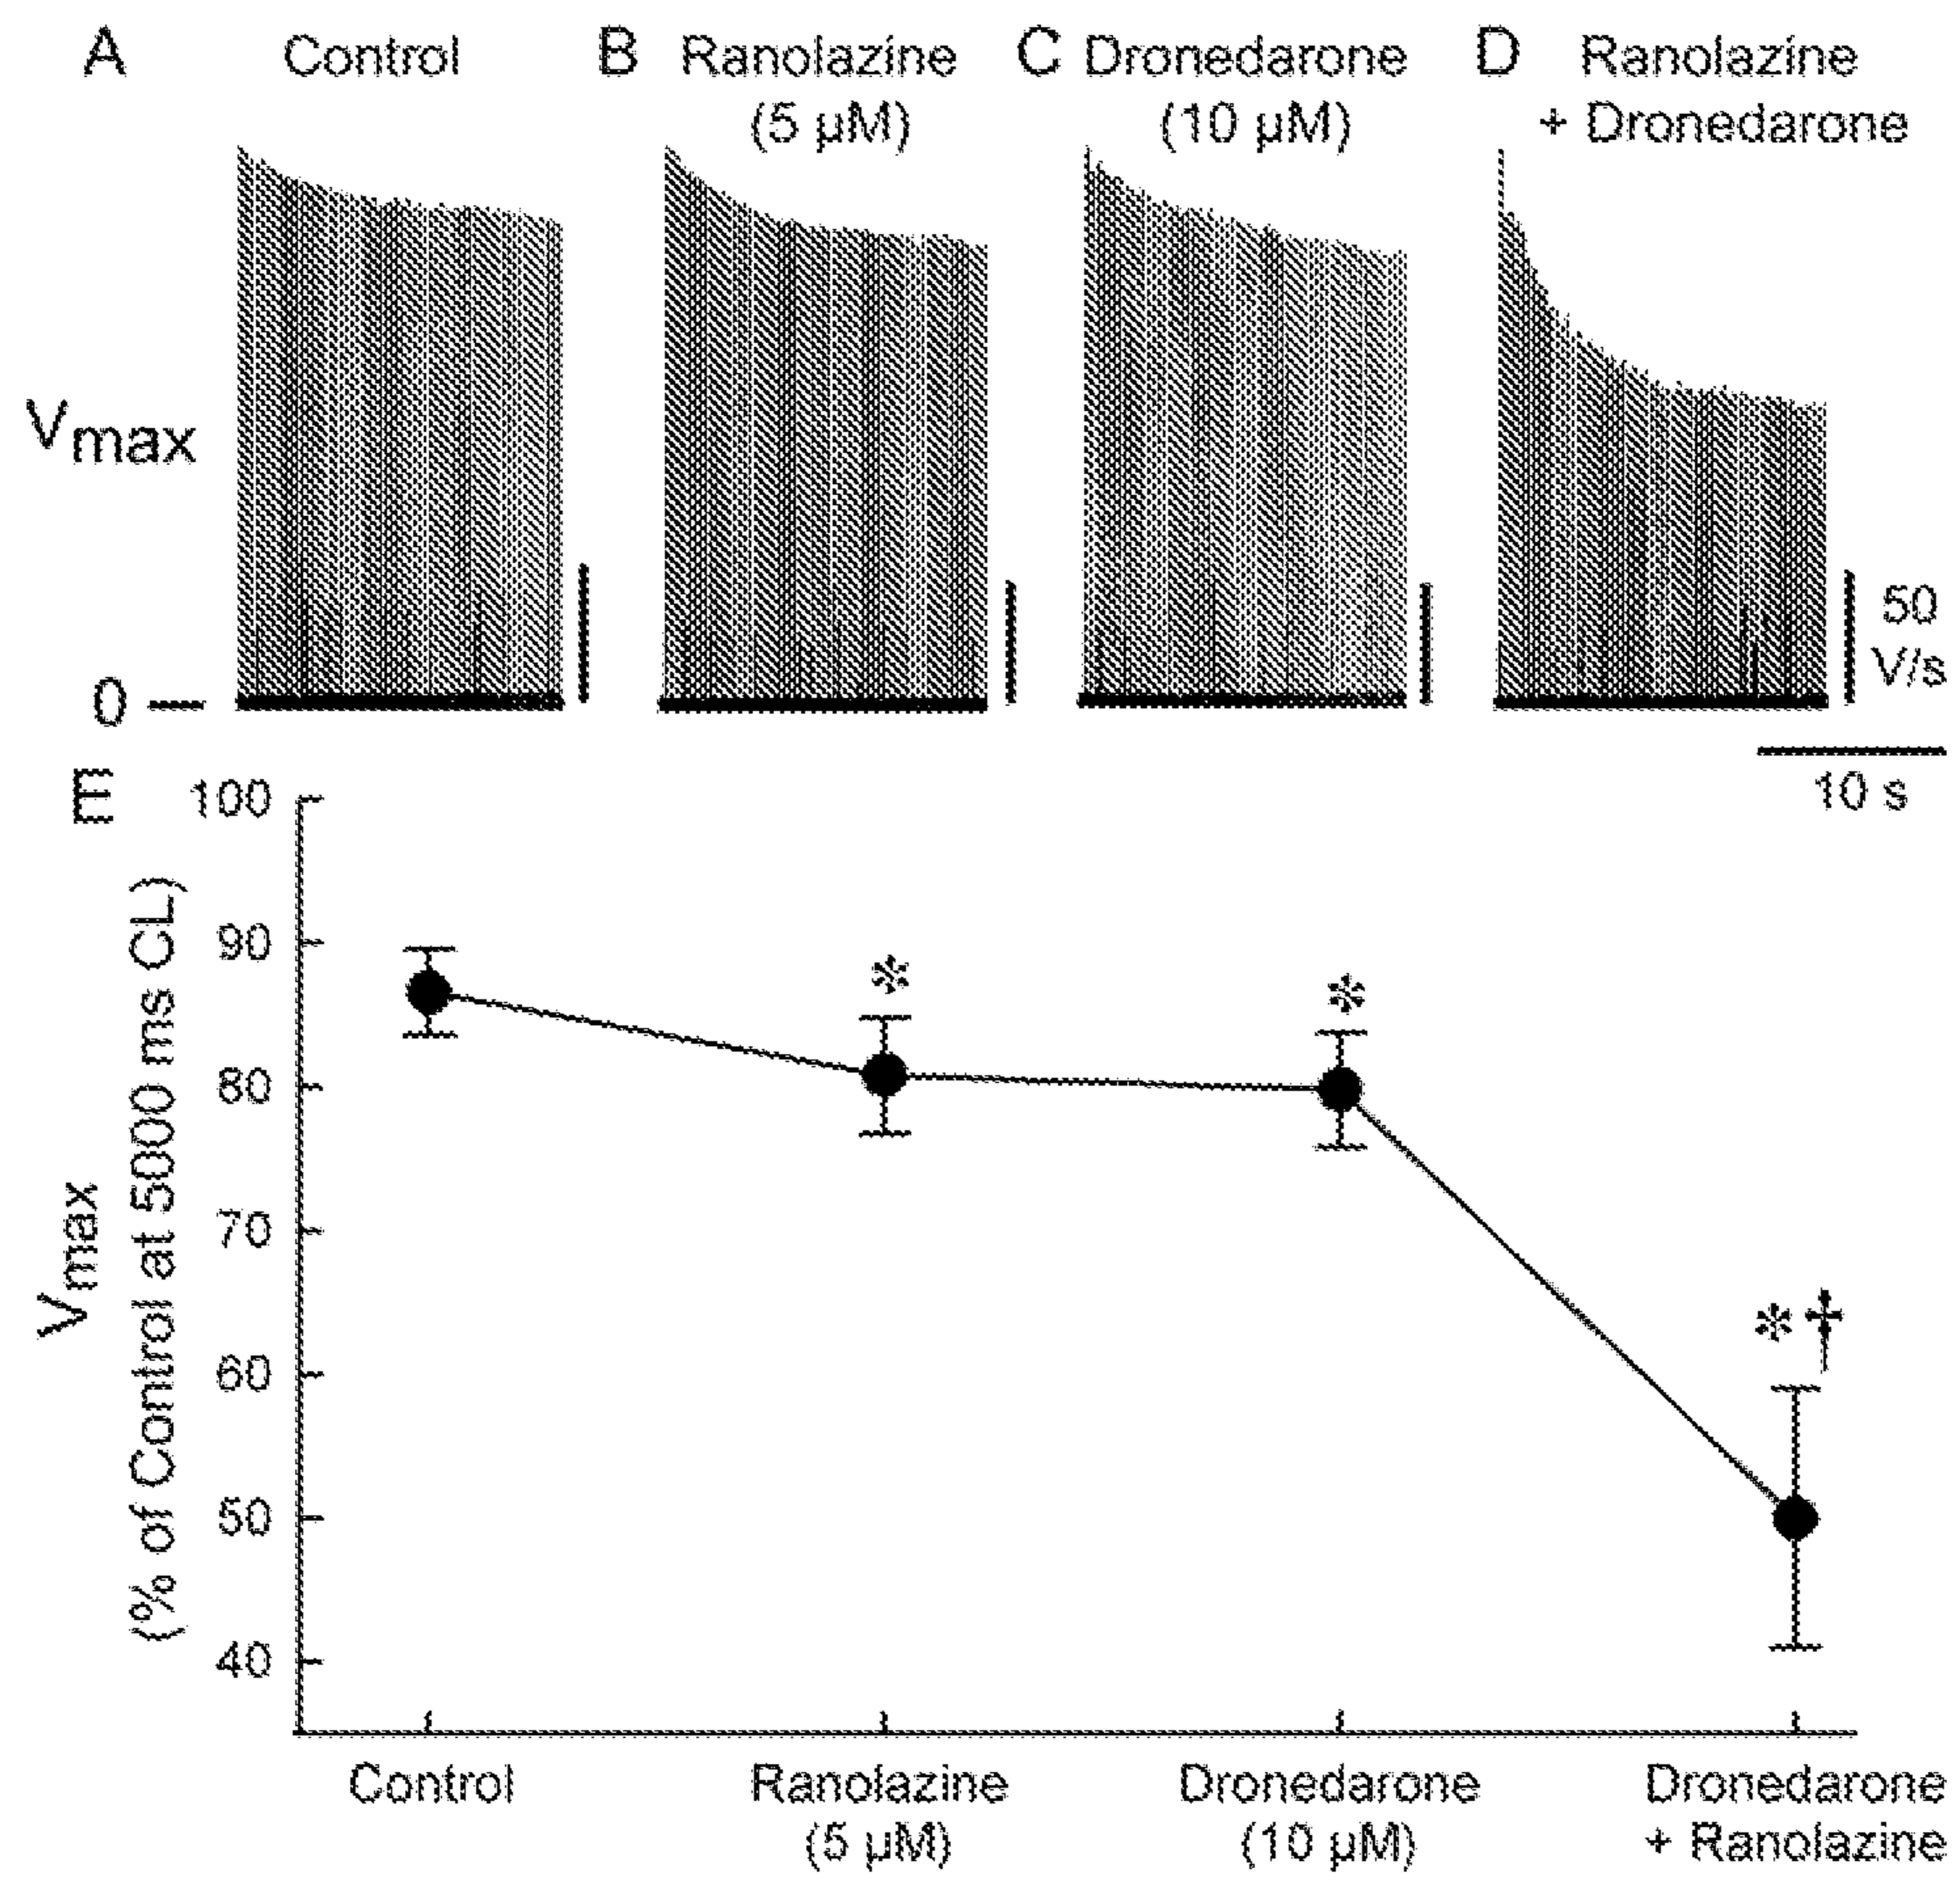 A Control B Ranolazine C Dronedarone D Ranolazine
(5 µM) (10 µM) + Dronedarone
Vmax
0
50
V/s
10 s
E
100
90
80
70
60
50
40
Vmax
(% of Control at 5000 ms CL)
*
*
*†
Control Ranolazine Dronedarone Dronedarone
(5 µM) (10 µM) + Ranolazine